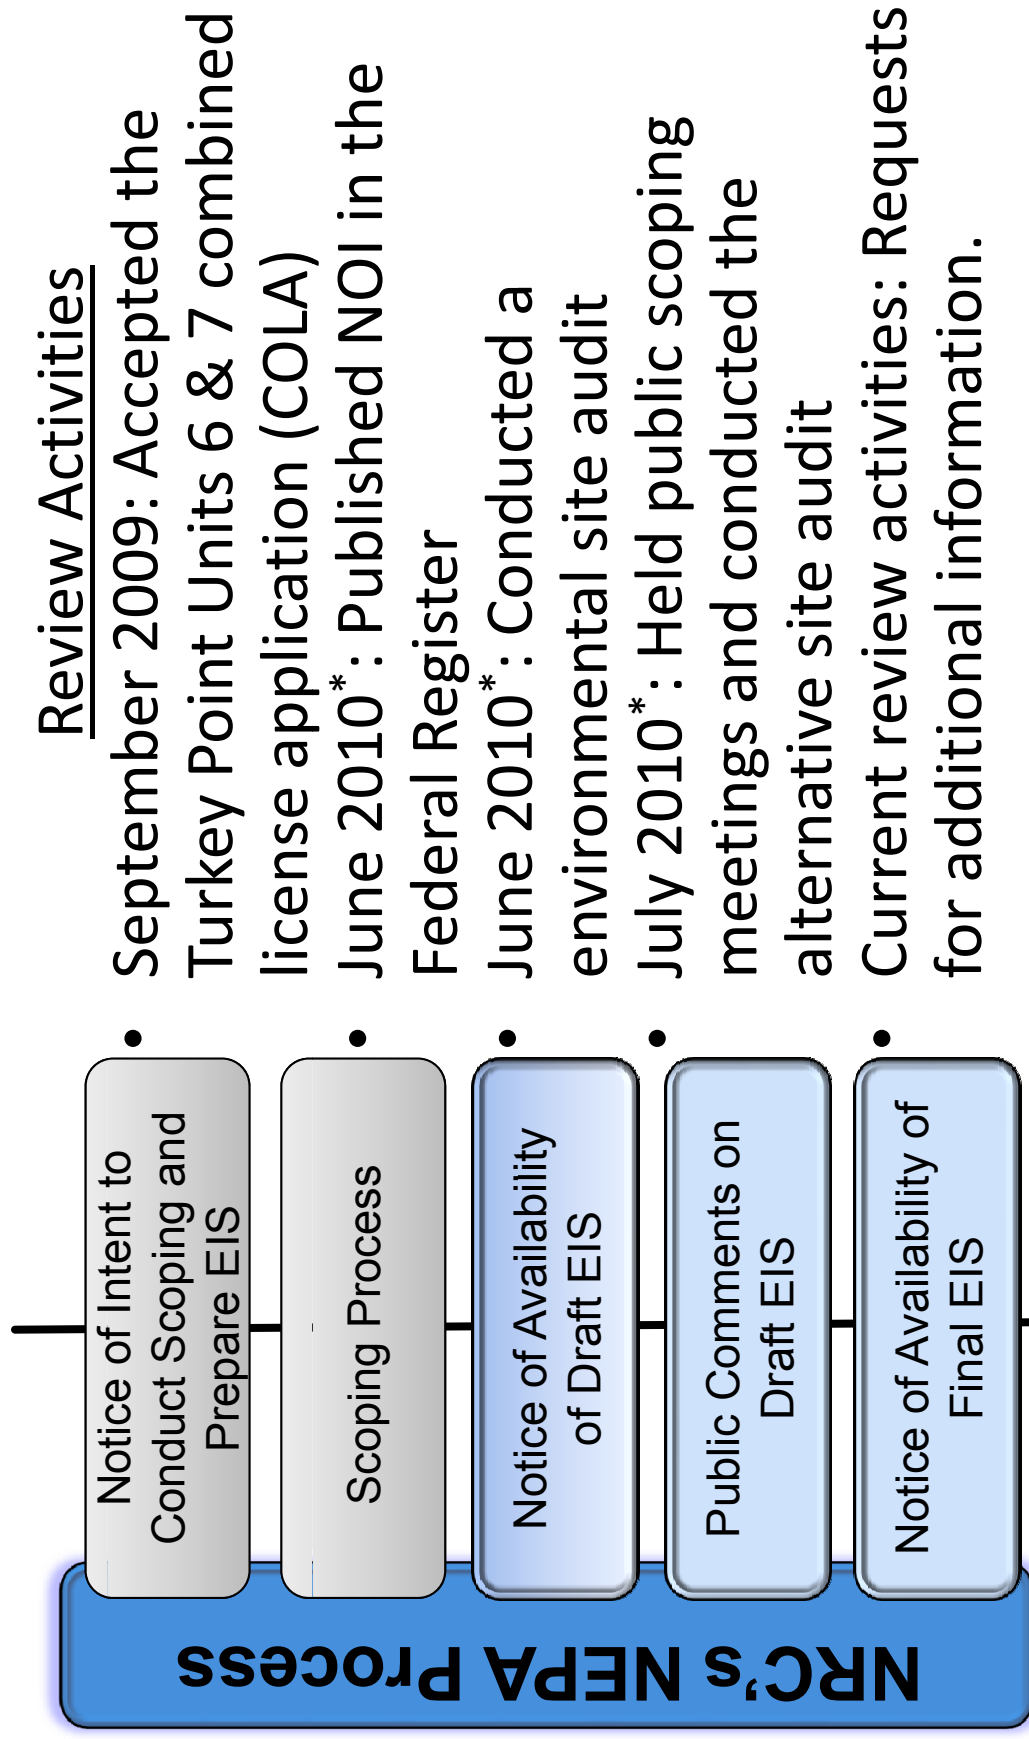 NRC's NEPA Process
Notice of Intent to
Conduct Scoping and
Prepare EIS
Scoping Process
Notice of Availability
of Draft EIS
Public Comments on
Draft EIS
Notice of Availability of
Final EIS
Review Activities
• September 2009: Accepted the
Turkey Point Units 6 & 7 combined
license application (COLA)
• June 2010*: Published NOI in the
Federal Register
• June 2010*: Conducted a
environmental site audit
• July 2010*: Held public scoping
meetings and conducted the
alternative site audit
• Current review activities: Requests
for additional information.